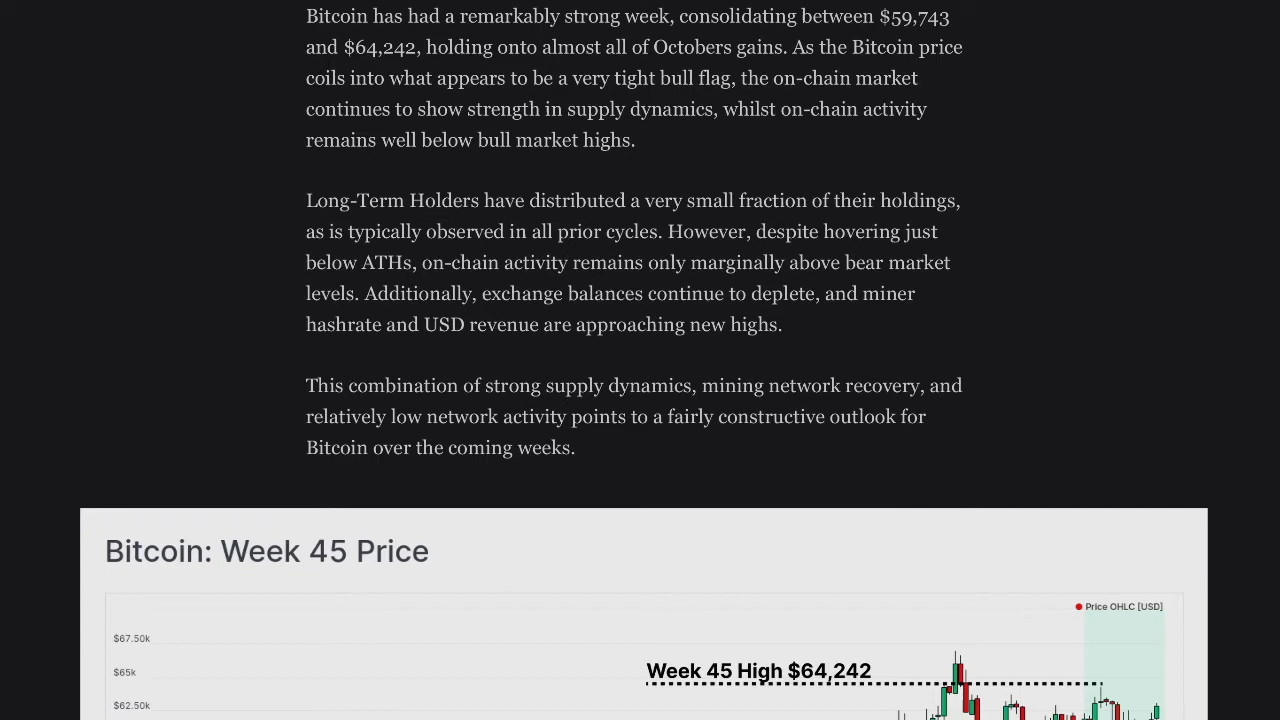 Bitcoin has had a remarkably strong week, consolidating between $59,743
and $64,242, holding onto almost all of Octobers gains. As the Bitcoin price
coils into what appears to be a very tight bull flag, the on-chain market
continues to show strength in supply dynamics, whilst on-chain activity
remains well below bull market highs.
Long-Term Holders have distributed a very small fraction of their holdings,
as is typically observed in all prior cycles. However, despite hovering just
below ATHs, on-chain activity remains only marginally above bear market
levels. Additionally, exchange balances continue to deplete, and miner
hashrate and USD revenue are approaching new highs.
This combination of strong supply dynamics, mining network recovery, and
relatively low network activity points to a fairly constructive outlook for
Bitcoin over the coming weeks.
Bitcoin: Week 45 Price
Price OHLC [USD]
$67.50k
Week 45 High $64,242
$65k
$62.50k